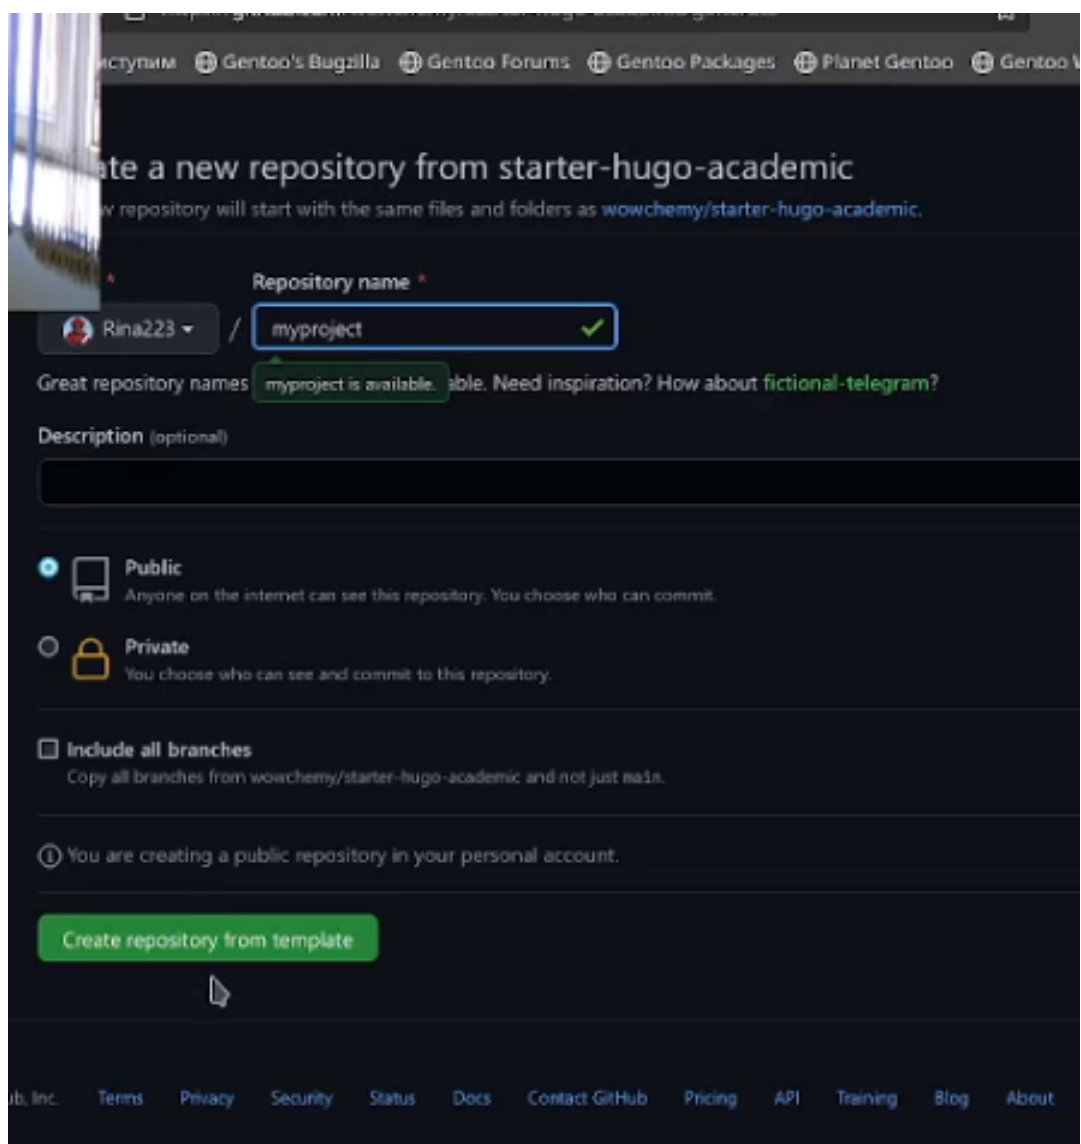 иступим Gentoo's Bugzilla Gentoo Forums Gentoo Packages Planet Gentoo Gentoo
ate a new repository from starter-hugo-academic
w repository will start with the same files and folders as wowchemy/starter-hugo-academic.
* Repository name *
Rina223 / myproject
Great repository names myproject is available. able. Need inspiration? How about fictional-telegram?
Description (optional)
Public
Anyone on the internet can see this repository. You choose who can commit.
Private
You choose who can see and commit to this repository.
Include all branches
Copy all branches from wowchemy/starter-hugo-academic and not just main.
You are creating a public repository in your personal account.
Create repository from template
ub, Inc. Terms Privacy Security Status Docs Contact GitHub Pricing API Training Blog About